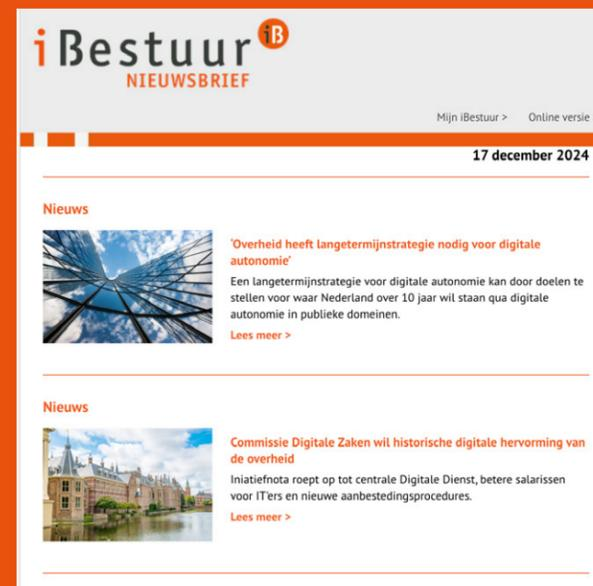 iBestuur iB
NIEUWSBRIEF
Mijn iBestuur > Online versie
17 december 2024
Nieuws
‘Overheid heeft langetermijnstrategie nodig voor digitale
autonomie’
Een langetermijnstrategie voor digitale autonomie kan door doelen te
stellen voor waar Nederland over 10 jaar wil staan qua digitale
autonomie in publieke domeinen.
Lees meer >
Nieuws
Commissie Digitale Zaken wil historische digitale hervorming van
de overheid
Iniatiefnota roept op tot centrale Digitale Dienst, betere salarissen
voor IT'ers en nieuwe aanbestedingsprocedures.
Lees meer >